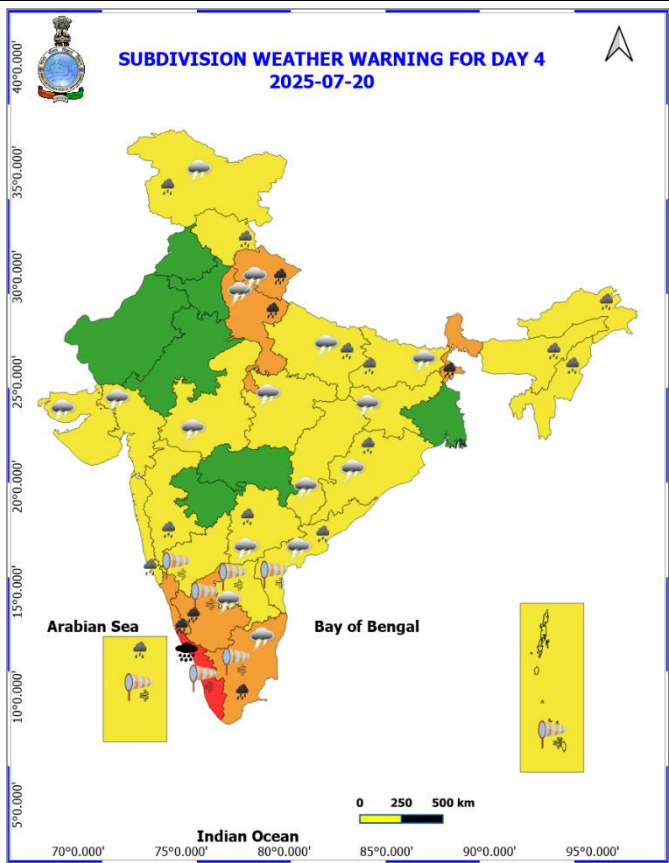 SUBDIVISION WEATHER WARNING FOR DAY 4
2025-07-20
40°0.000'
35°0.000'
30°0.000'
25°0.000'
20°0.000'
15°0.000'
10°0.000'
5°0.000'
Arabian Sea
Bay of Bengal
0 250 500 km
Indian Ocean
70°0.000' 75°0.000' 80°0.000' 85°0.000' 90°0.000' 95°0.000'